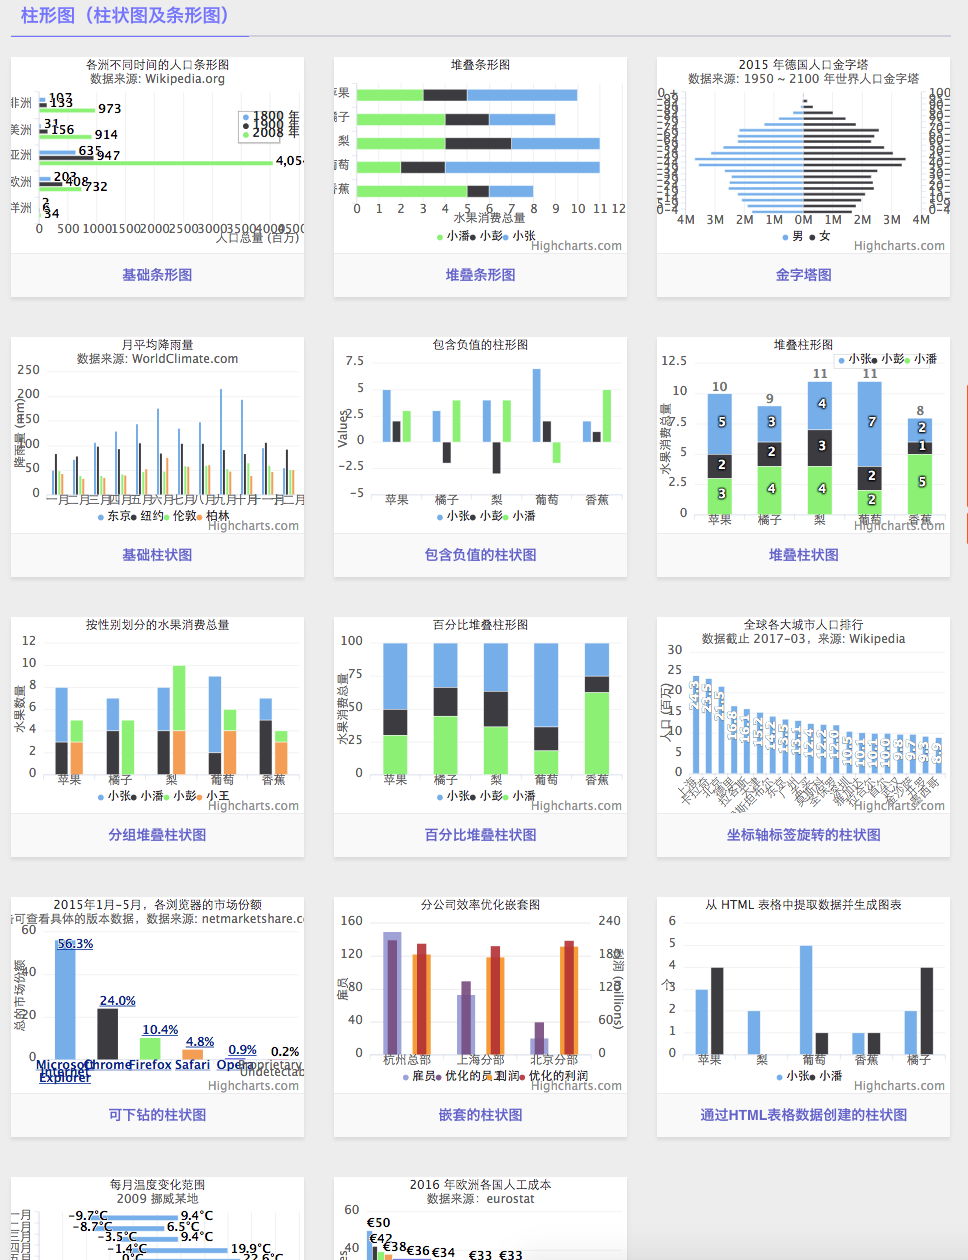 柱形图（柱状图及条形图）
各洲不同时间的人口条形图
数据来源: Wikipedia.org
107
133
973
31
156
914
635
947
4,054
203
408
732
2
6
34
1800 年
1900 年
2008 年
非洲
美洲
亚洲
欧洲
0 500 1000 1500 2000 2500 3000 3500 4000 4500
人口总量 (百万)
基础条形图
堆叠条形图
0 1 2 3 4 5 6 7 8 9 10 11 12
水果消费总量
小潘 小彭 小张
Highcharts.com
堆叠条形图
2015 年德国人口金字塔
数据来源: 1950 ~ 2100 年世界人口金字塔
4M 3M 2M 1M 0M 1M 2M 3M 4M
男 女
Highcharts.com
金字塔图
月平均降雨量
数据来源: WorldClimate.com
250
200
150
100
50
0
降雨量 (mm)
一月 二月 三月 四月 五月 六月 七月 八月 九月 十月 十一月 十二月
东京 纽约 伦敦 柏林
Highcharts.com
基础柱状图
包含负值的柱形图
7.5
5
2.5
0
−2.5
−5
Values
苹果 橘子 梨 葡萄 香蕉
小张 小彭 小潘
Highcharts.com
包含负值的柱状图
堆叠柱形图
小张 小彭 小潘
12.5
10
7.5
5
2.5
0
水果消费总量
10 9 11 11 8
5 3 4 7 2
2 2 3 2 1
3 4 4 2 5
苹果 橘子 梨 葡萄 香蕉
Highcharts.com
堆叠柱状图
按性别划分的水果消费总量
12
10
8
6
4
2
0
水果数量
苹果 橘子 梨 葡萄 香蕉
小张 小潘 小彭 小王
Highcharts.com
分组堆叠柱状图
百分比堆叠柱形图
100
75
50
25
0
水果消费总量
苹果 橘子 梨 葡萄 香蕉
小张 小彭 小潘
Highcharts.com
百分比堆叠柱状图
全球各大城市人口排行
数据截止 2017-03，来源: Wikipedia
30
25
20
15
10
5
0
人口 (百万)
Highcharts.com
坐标轴标签旋转的柱状图
2015年1月-5月，各浏览器的市场份额
可查看具体的版本数据，数据来源: netmarketshare.c
60
40
20
0
总的市场份额
56.3%
24.0%
10.4%
4.8%
0.9%
0.2%
Microsoft Internet Explorer
Chrome
Firefox
Safari
Opera
Proprietary or Undetectab
Highcharts.com
可下钻的柱状图
分公司效率优化嵌套图
160
120
80
40
0
雇员
240
180
120
60
0
利润 (millions)
杭州总部 上海分部 北京分部
雇员 优化的员工 利润 优化的利润
Highcharts.com
嵌套的柱状图
从 HTML 表格中提取数据并生成图表
6
5
4
3
2
1
0
个
苹果 梨 葡萄 香蕉 橘子
小张 小潘
Highcharts.com
通过HTML表格数据创建的柱状图
每月温度变化范围
2009 挪威某地
一月
二月
三月
四月
−9.7°C 9.4°C
−8.7°C 6.5°C
−3.5°C 9.4°C
−1.4°C 19.9°C
0°C 22.6°C
2016 年欧洲各国人工成本
数据来源：eurostat
60
40
€50
€42
€38
€36
€34
€33
€33